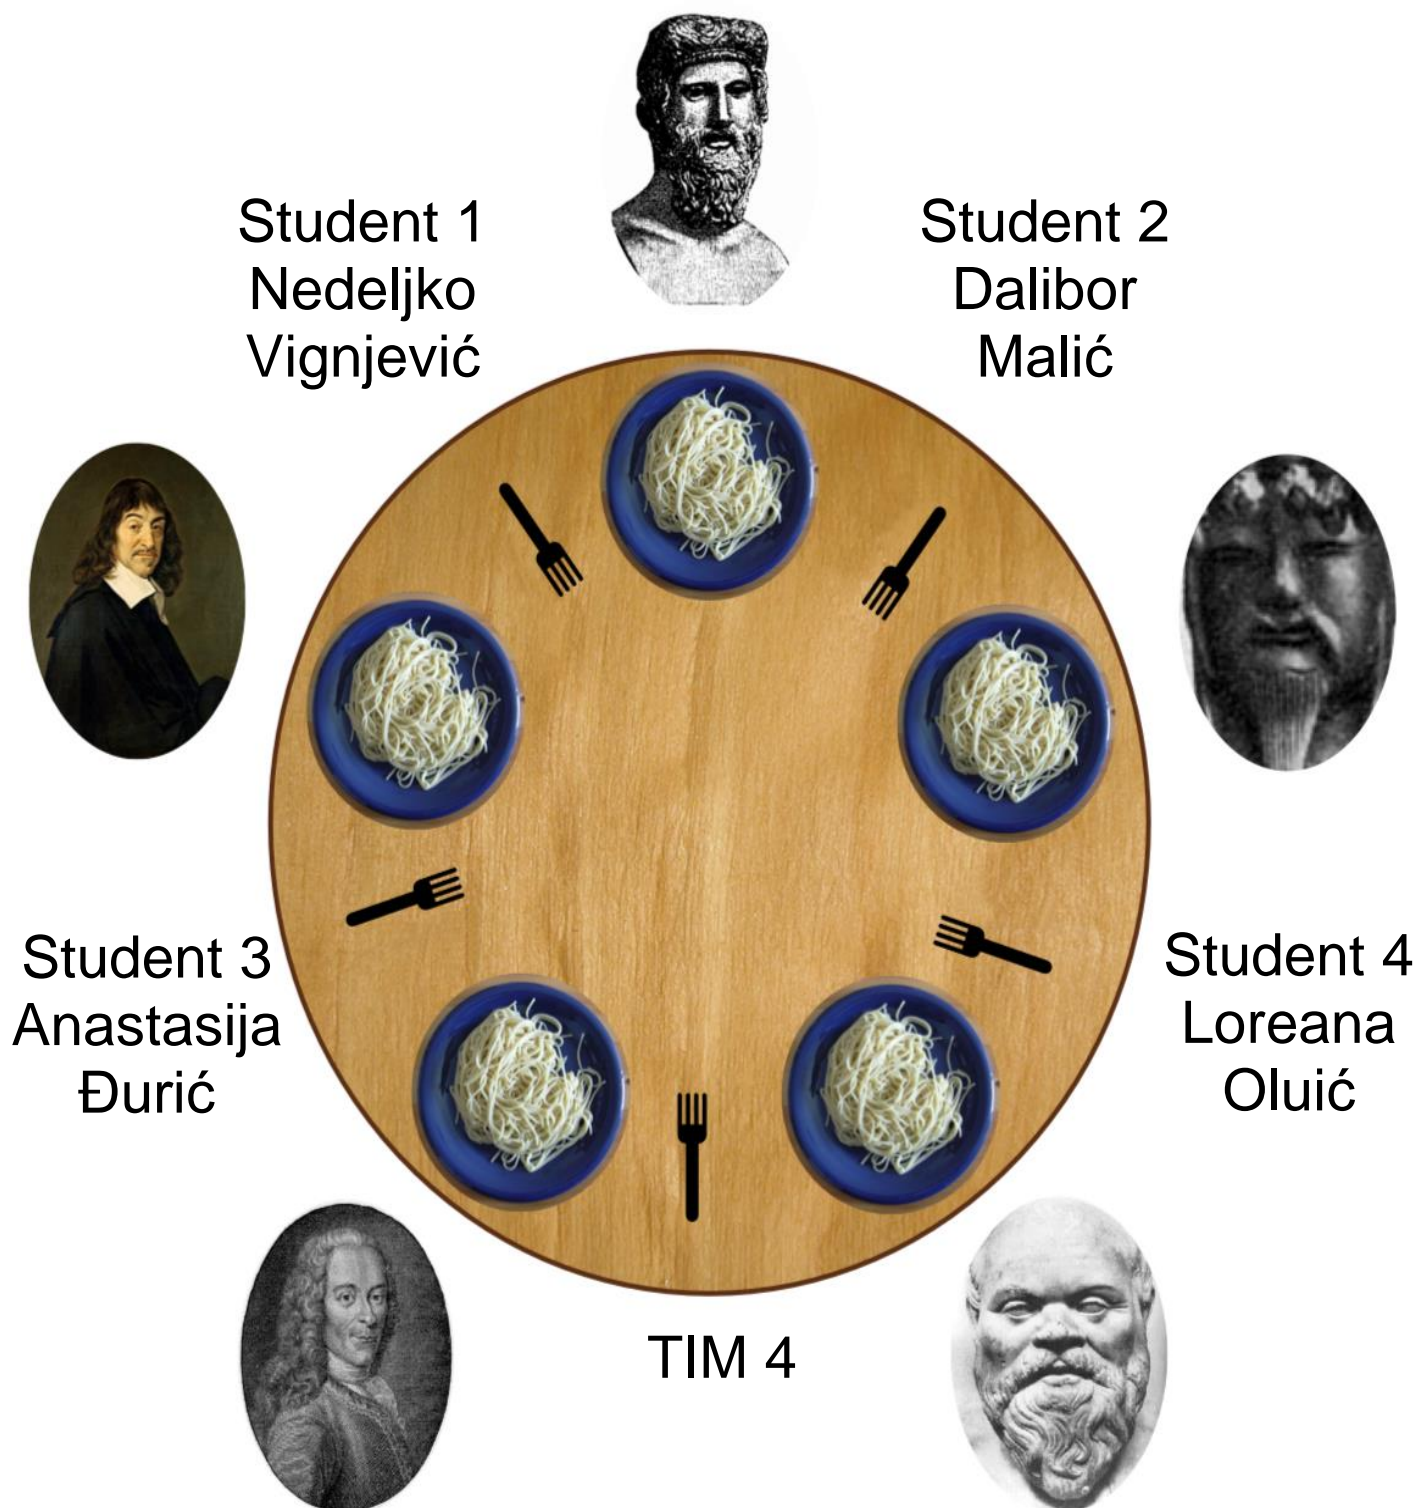 Student 1
Nedeljko
Vignjević
Student 2
Dalibor
Malić
Student 3
Anastasija
Đurić
Student 4
Loreana
Oluić
TIM 4